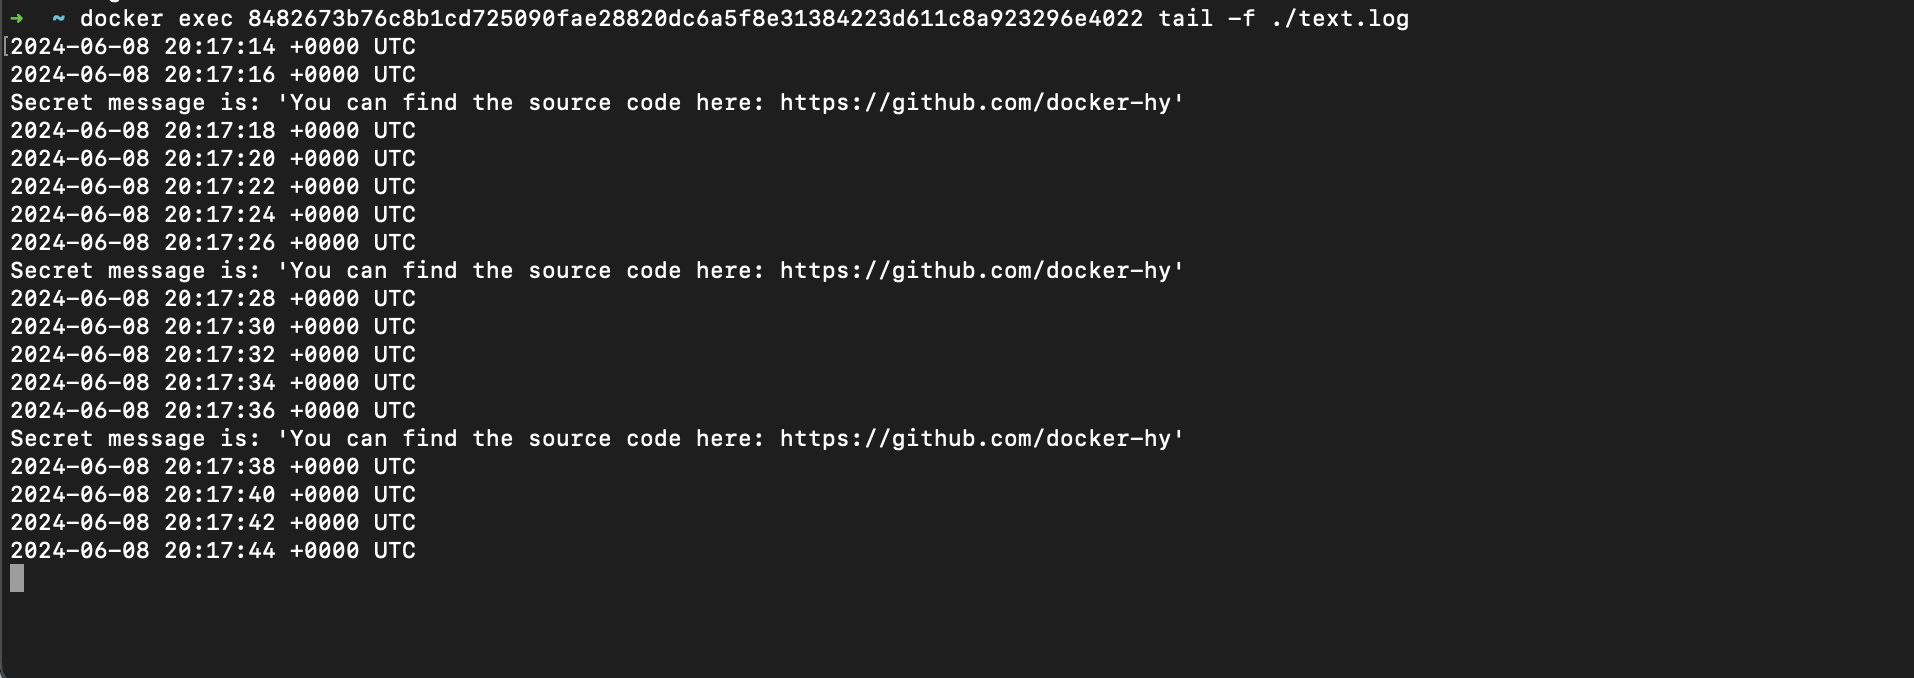 ➜ ~ docker exec 8482673b76c8b1cd725090fae28820dc6a5f8e31384223d611c8a923296e4022 tail -f ./text.log
[2024-06-08 20:17:14 +0000 UTC
2024-06-08 20:17:16 +0000 UTC
Secret message is: 'You can find the source code here: https://github.com/docker-hy'
2024-06-08 20:17:18 +0000 UTC
2024-06-08 20:17:20 +0000 UTC
2024-06-08 20:17:22 +0000 UTC
2024-06-08 20:17:24 +0000 UTC
2024-06-08 20:17:26 +0000 UTC
Secret message is: 'You can find the source code here: https://github.com/docker-hy'
2024-06-08 20:17:28 +0000 UTC
2024-06-08 20:17:30 +0000 UTC
2024-06-08 20:17:32 +0000 UTC
2024-06-08 20:17:34 +0000 UTC
2024-06-08 20:17:36 +0000 UTC
Secret message is: 'You can find the source code here: https://github.com/docker-hy'
2024-06-08 20:17:38 +0000 UTC
2024-06-08 20:17:40 +0000 UTC
2024-06-08 20:17:42 +0000 UTC
2024-06-08 20:17:44 +0000 UTC